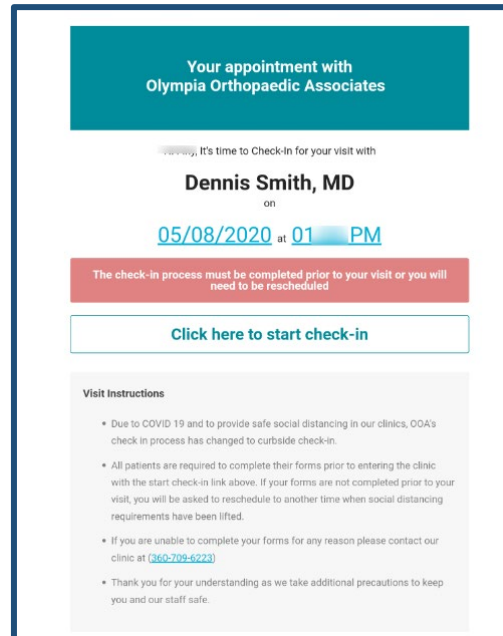 Your appointment with
Olympia Orthopaedic Associates
It's time to Check-In for your visit with
Dennis Smith, MD
on
05/08/2020 at 01 PM
The check-in process must be completed prior to your visit or you will
need to be rescheduled
Click here to start check-in
Visit Instructions
• Due to COVID 19 and to provide safe social distancing in our clinics, OOA's
check in process has changed to curbside check-in.
• All patients are required to complete their forms prior to entering the clinic
with the start check-in link above. If your forms are not completed prior to your
visit, you will be asked to reschedule to another time when social distancing
requirements have been lifted.
• If you are unable to complete your forms for any reason please contact our
clinic at (360-709-6223)
• Thank you for your understanding as we take additional precautions to keep
you and our staff safe.